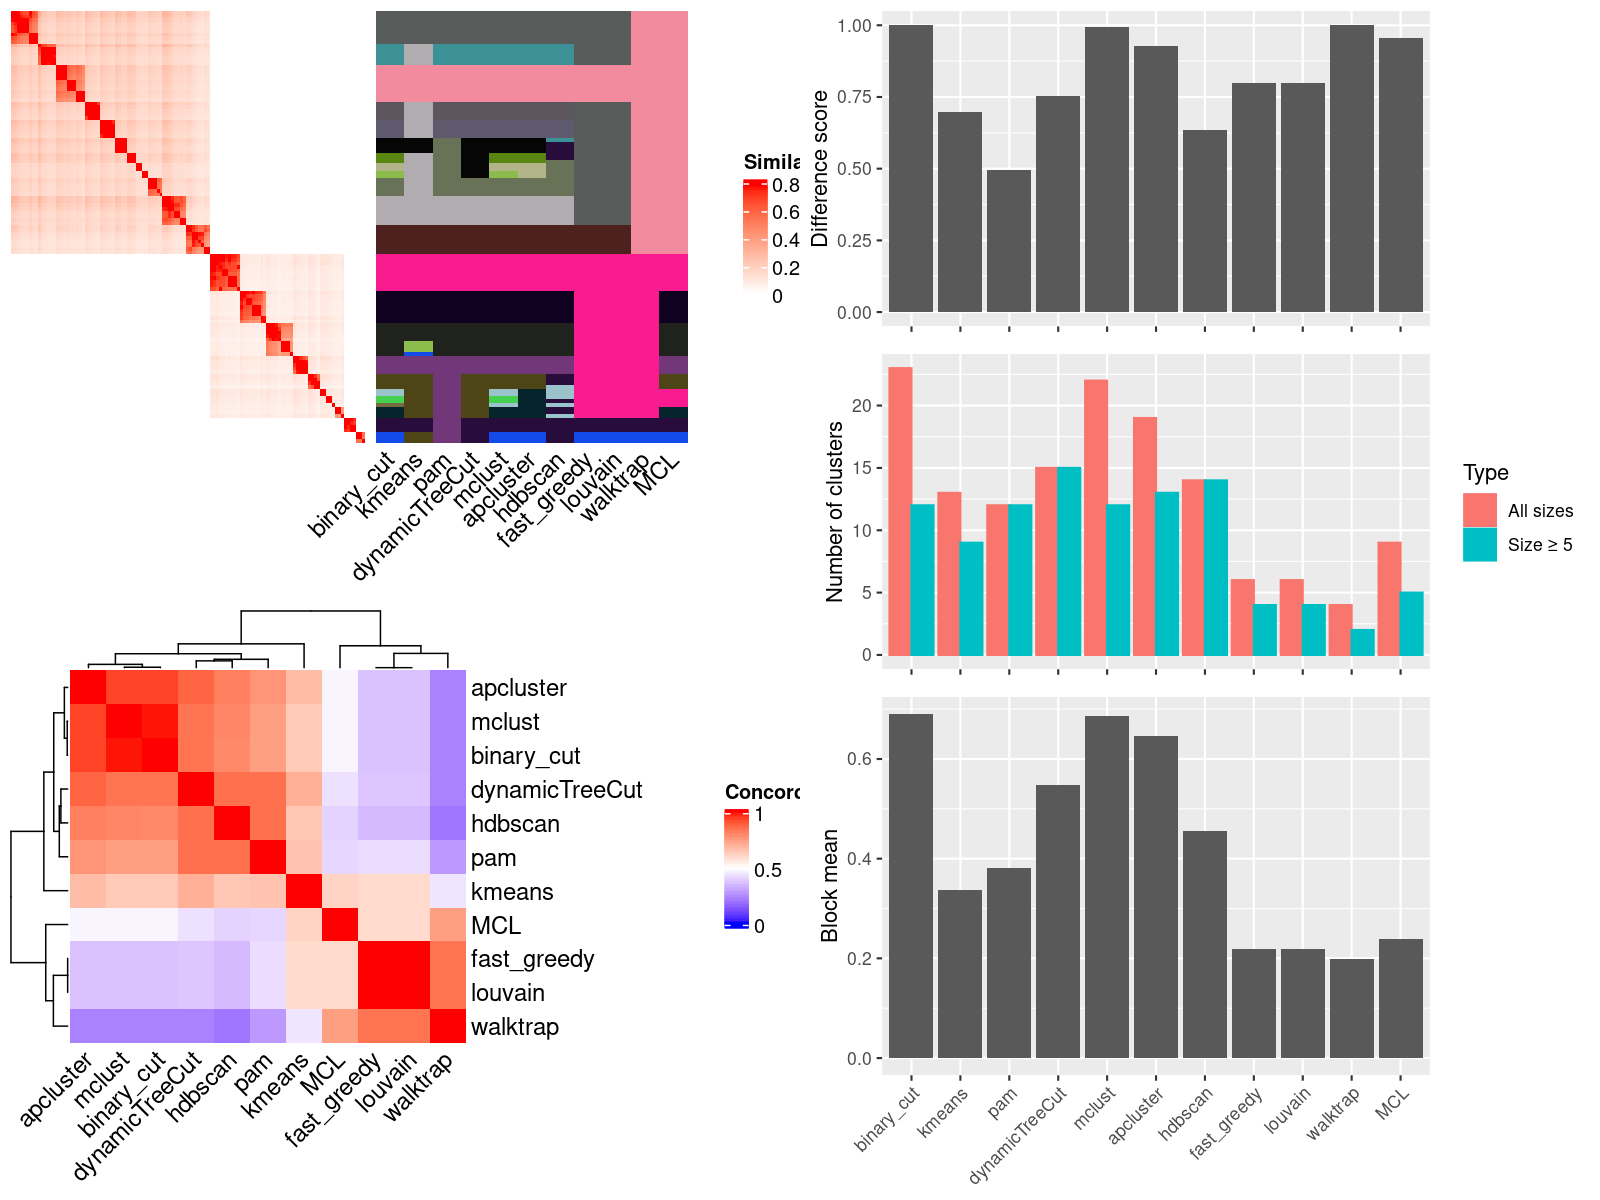 Simila
0.8
0.6
0.4
0.2
0
binary_cut
kmeans
pam
dynamicTreeCut
mclust
apcluster
hdbscan
fast_greedy
louvain
walktrap
MCL
Difference score
1.00
0.75
0.50
0.25
0.00
Number of clusters
20
15
10
5
0
Type
All sizes
Size ≥ 5
Block mean
0.6
0.4
0.2
0.0
binary_cut
kmeans
pam
dynamicTreeCut
mclust
apcluster
hdbscan
fast_greedy
louvain
walktrap
MCL
apcluster
mclust
binary_cut
dynamicTreeCut
hdbscan
pam
kmeans
MCL
fast_greedy
louvain
walktrap
Concorc
1
0.5
0
apcluster
mclust
binary_cut
dynamicTreeCut
hdbscan
pam
kmeans
MCL
fast_greedy
louvain
walktrap